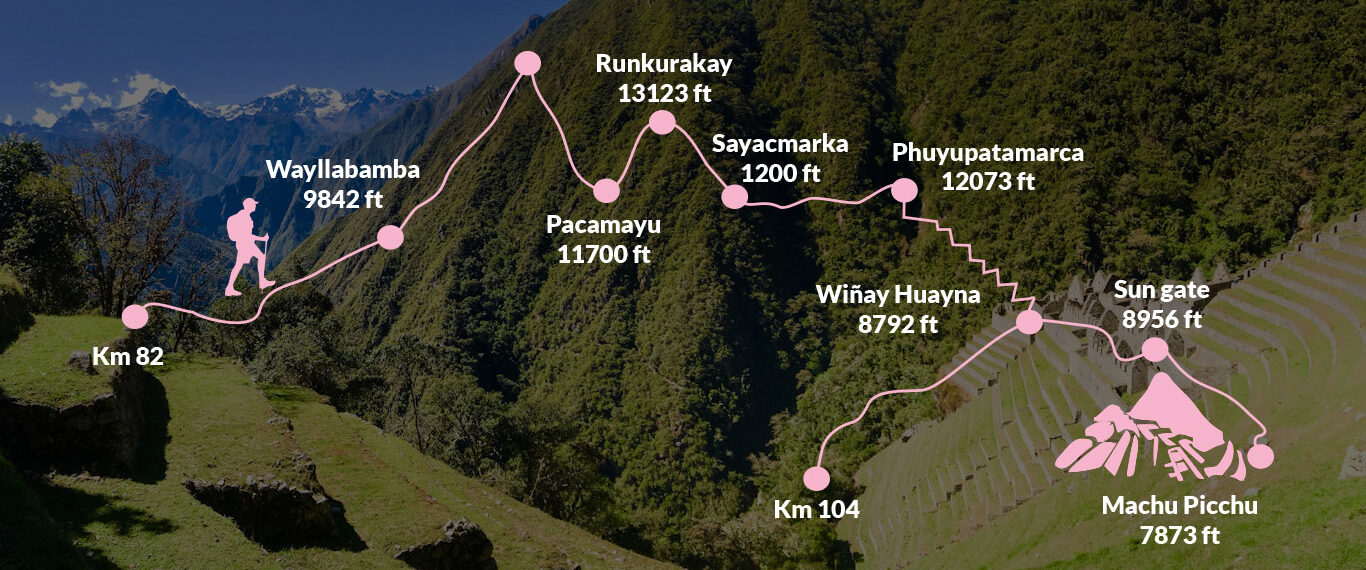 Runkurakay
13123 ft
Sayacmarka
1200 ft
Phuyupatamarca
12073 ft
Wayllabamba
9842 ft
Pacamayu
11700 ft
Wiñay Huayna
8792 ft
Sun gate
8956 ft
Km 82
Km 104
Machu Picchu
7873 ft